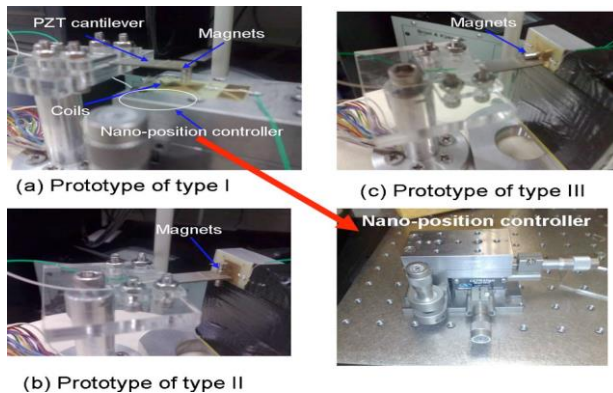 PZT cantilever
Magnets
Coils
Nano-position controller
(a) Prototype of type I
Magnets
(c) Prototype of type III
Nano-position controller
Magnets
(b) Prototype of type II